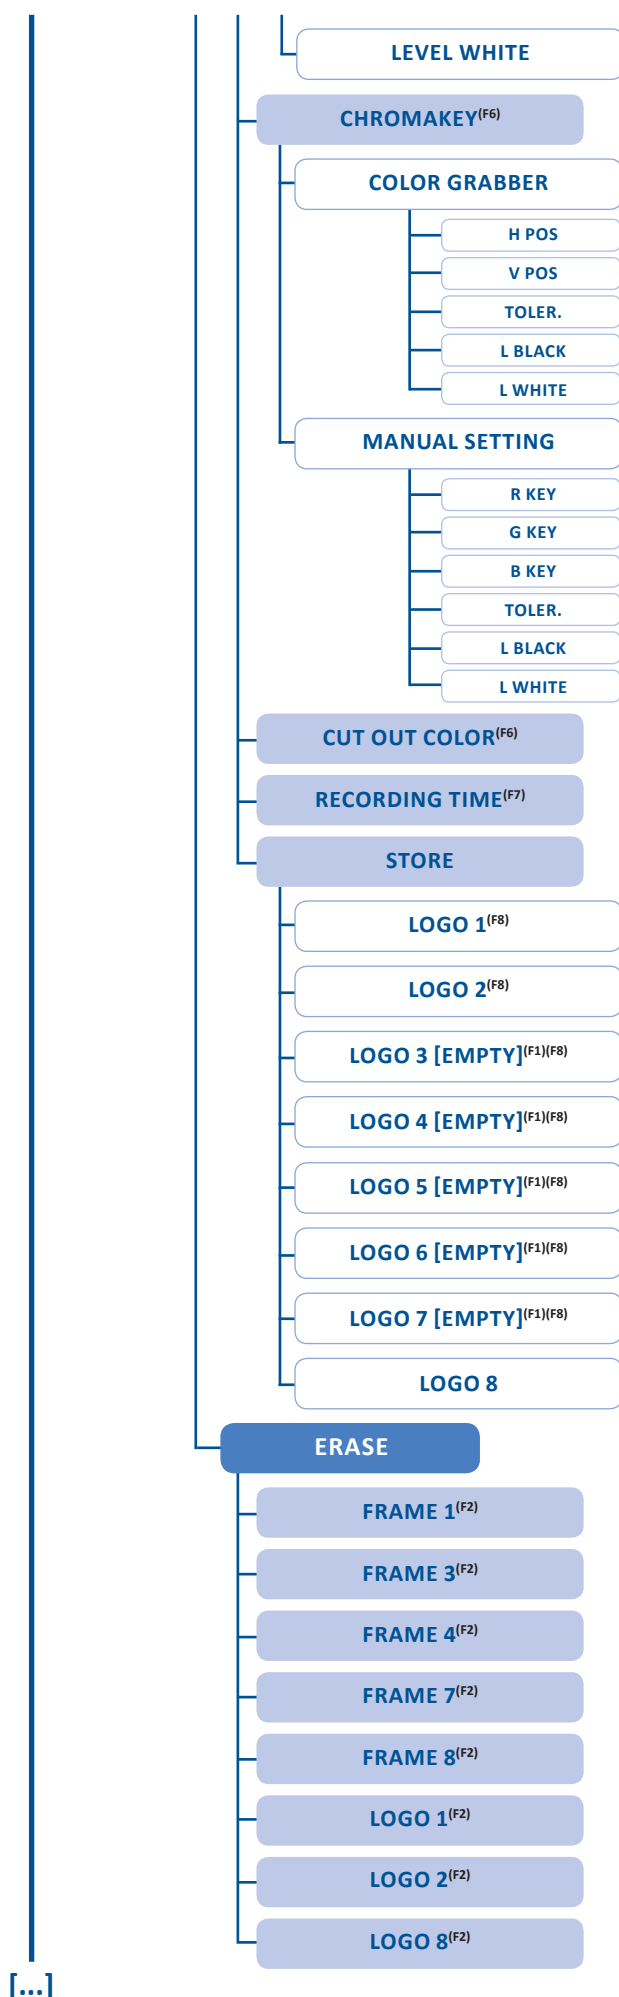 LEVEL WHITE
CHROMAKEY(F6)
COLOR GRABBER
H POS
V POS
TOLER.
L BLACK
L WHITE
MANUAL SETTING
R KEY
G KEY
B KEY
TOLER.
L BLACK
L WHITE
CUT OUT COLOR(F6)
RECORDING TIME(F7)
STORE
LOGO 1(F8)
LOGO 2(F8)
LOGO 3 [EMPTY](F1)(F8)
LOGO 4 [EMPTY](F1)(F8)
LOGO 5 [EMPTY](F1)(F8)
LOGO 6 [EMPTY](F1)(F8)
LOGO 7 [EMPTY](F1)(F8)
LOGO 8
ERASE
FRAME 1(F2)
FRAME 3(F2)
FRAME 4(F2)
FRAME 7(F2)
FRAME 8(F2)
LOGO 1(F2)
LOGO 2(F2)
LOGO 8(F2)
[...]